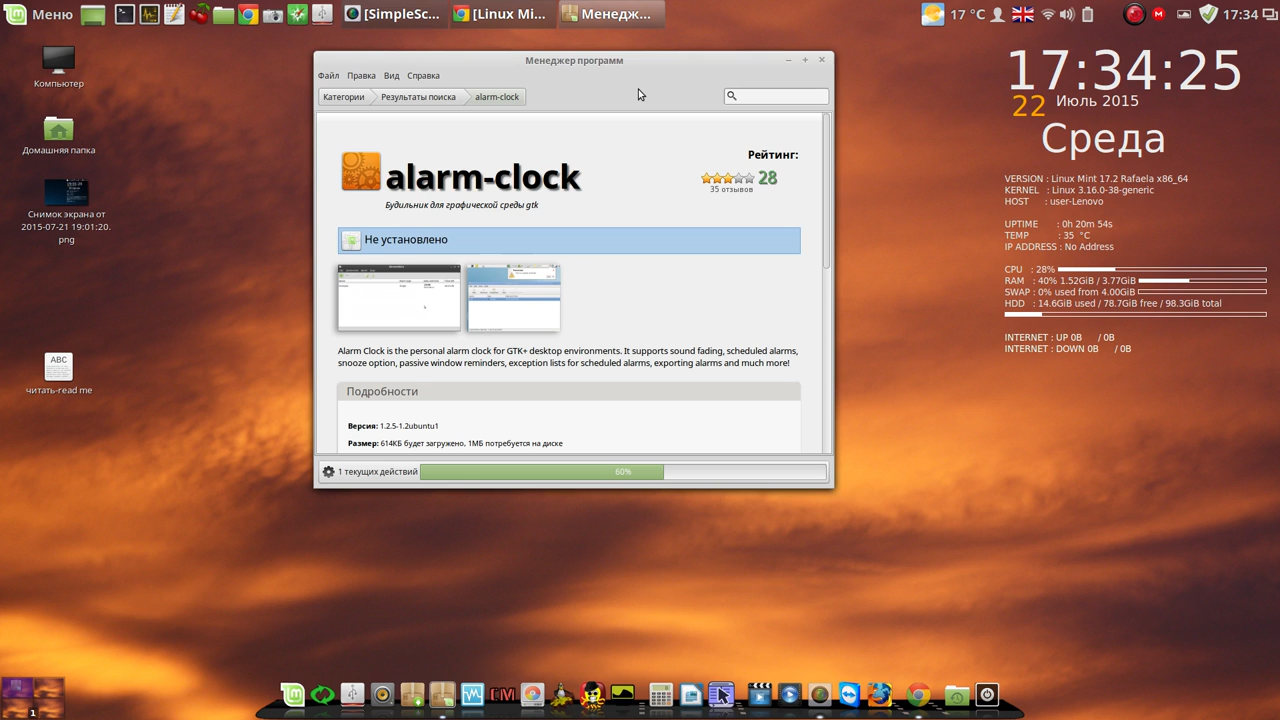 Меню
[SimpleSc...
[Linux Mi...
Менедж...
17 °C
17:34
Компьютер
Домашняя папка
Снимок экрана от
2015-07-21 19:01:20.
png
ABC
читать-read me
Менеджер программ
Файл Правка Вид Справка
Категории Результаты поиска alarm-clock
alarm-clock
Будильник для графической среды gtk
Рейтинг:
28
35 отзывов
Не установлено
Alarm Clock is the personal alarm clock for GTK+ desktop environments. It supports sound fading, scheduled alarms,
snooze option, passive window reminders, exception lists for scheduled alarms, exporting alarms and much more!
Подробности
Версия: 1.2.5-1.2ubuntu1
Размер: 614КБ будет загружено, 1МБ потребуется на диске
1 текущих действий 60%
17:34:25
22 Июль 2015
Среда
VERSION : Linux Mint 17.2 Rafaela x86_64
KERNEL : Linux 3.16.0-38-generic
HOST : user-Lenovo
UPTIME : 0h 20m 54s
TEMP : 35 °C
IP ADDRESS : No Address
CPU : 28%
RAM : 40% 1.52GiB / 3.77GiB
SWAP : 0% used from 4.00GiB
HDD : 14.6GiB used / 78.7GiB free / 98.3GiB total
INTERNET : UP 0B / 0B
INTERNET : DOWN 0B / 0B
1